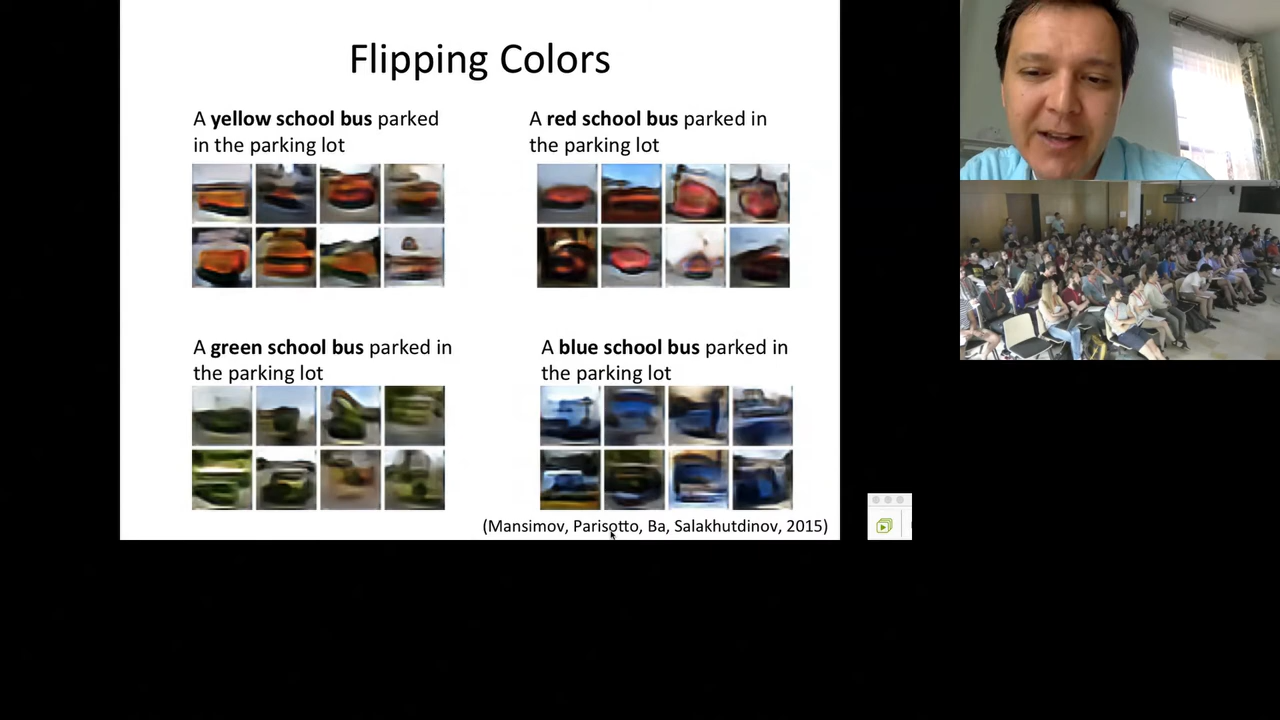 Flipping Colors
A yellow school bus parked
in the parking lot
A red school bus parked in
the parking lot
A green school bus parked in
the parking lot
A blue school bus parked in
the parking lot
(Mansimov, Parisotto, Ba, Salakhutdinov, 2015)